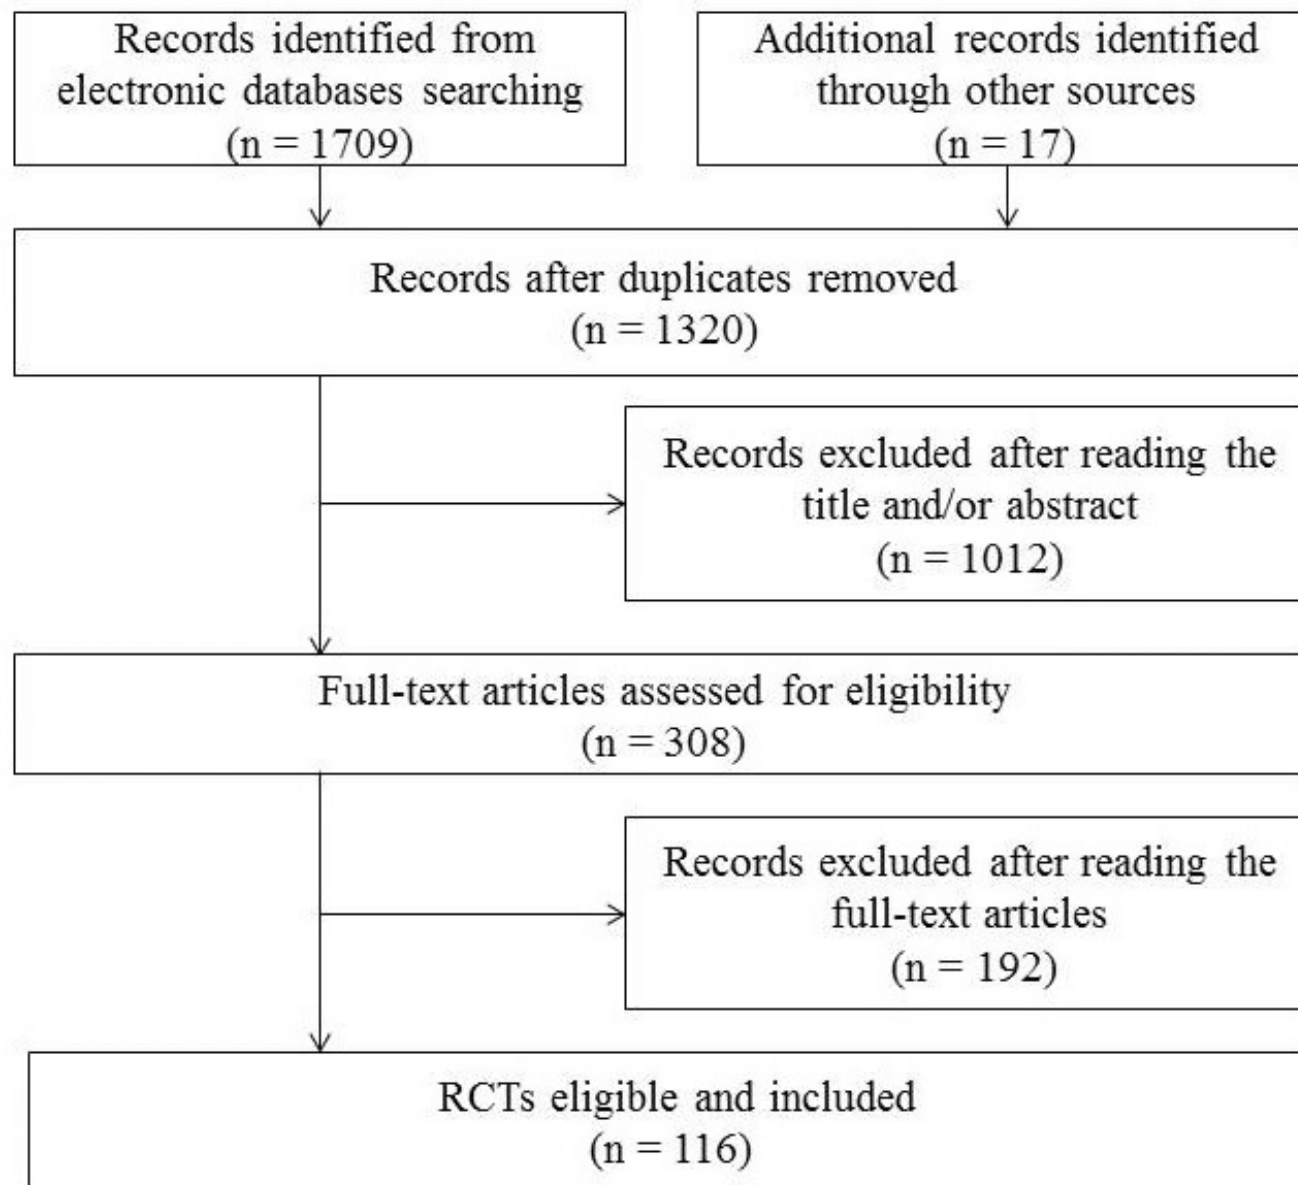 Records identified from
electronic databases searching
(n = 1709)
Additional records identified
through other sources
(n = 17)
Records after duplicates removed
(n = 1320)
Records excluded after reading the
title and/or abstract
(n = 1012)
Full-text articles assessed for eligibility
(n = 308)
Records excluded after reading the
full-text articles
(n = 192)
RCTs eligible and included
(n = 116)